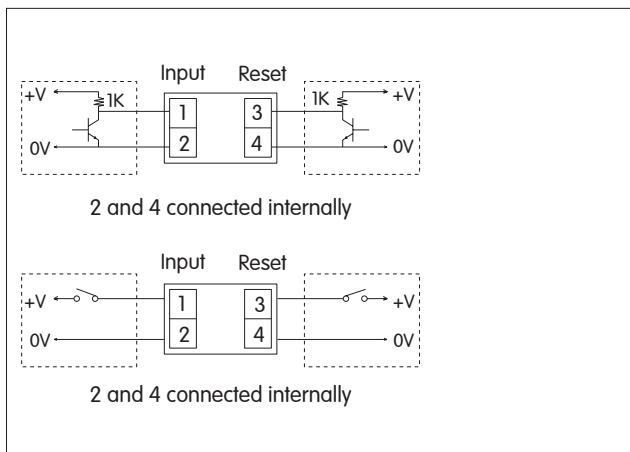 Input Reset
+V 1K 1 3 1K +V
0V 2 4 0V
2 and 4 connected internally
Input Reset
+V 1 3 +V
0V 2 4 0V
2 and 4 connected internally